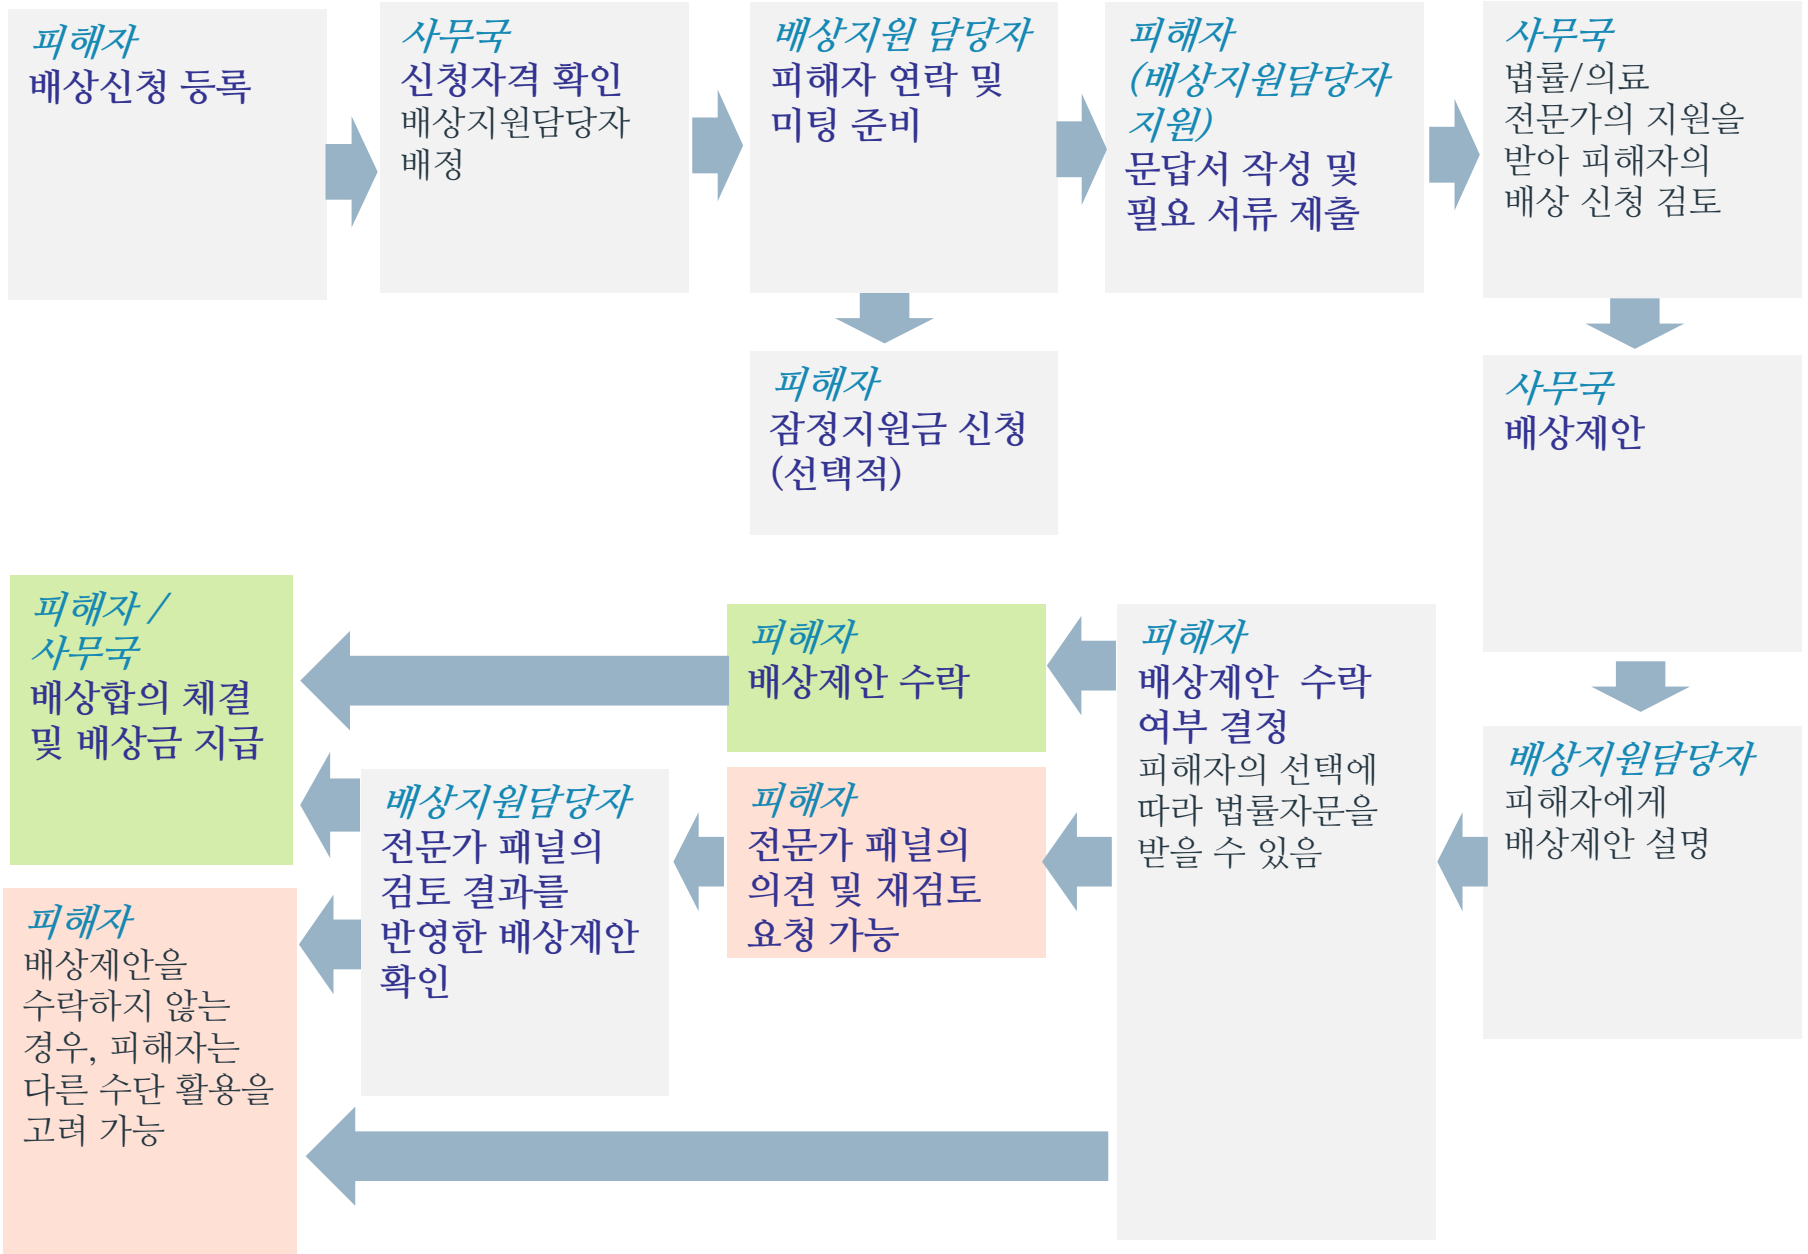 피해자
배상신청 등록
사무국
신청자격 확인
배상지원담당자
배정
배상지원 담당자
피해자 연락 및
미팅 준비
피해자
(배상지원담당자
지원)
문답서 작성 및
필요 서류 제출
사무국
법률/의료
전문가의 지원을
받아 피해자의
배상 신청 검토
피해자
잠정지원금 신청
(선택적)
사무국
배상제안
배상지원담당자
피해자에게
배상제안 설명
피해자
배상제안 수락
여부 결정
피해자의 선택에
따라 법률자문을
받을 수 있음
피해자
배상제안 수락
피해자
전문가 패널의
의견 및 재검토
요청 가능
배상지원담당자
전문가 패널의
검토 결과를
반영한 배상제안
확인
피해자 /
사무국
배상합의 체결
및 배상금 지급
피해자
배상제안을
수락하지 않는
경우, 피해자는
다른 수단 활용을
고려 가능